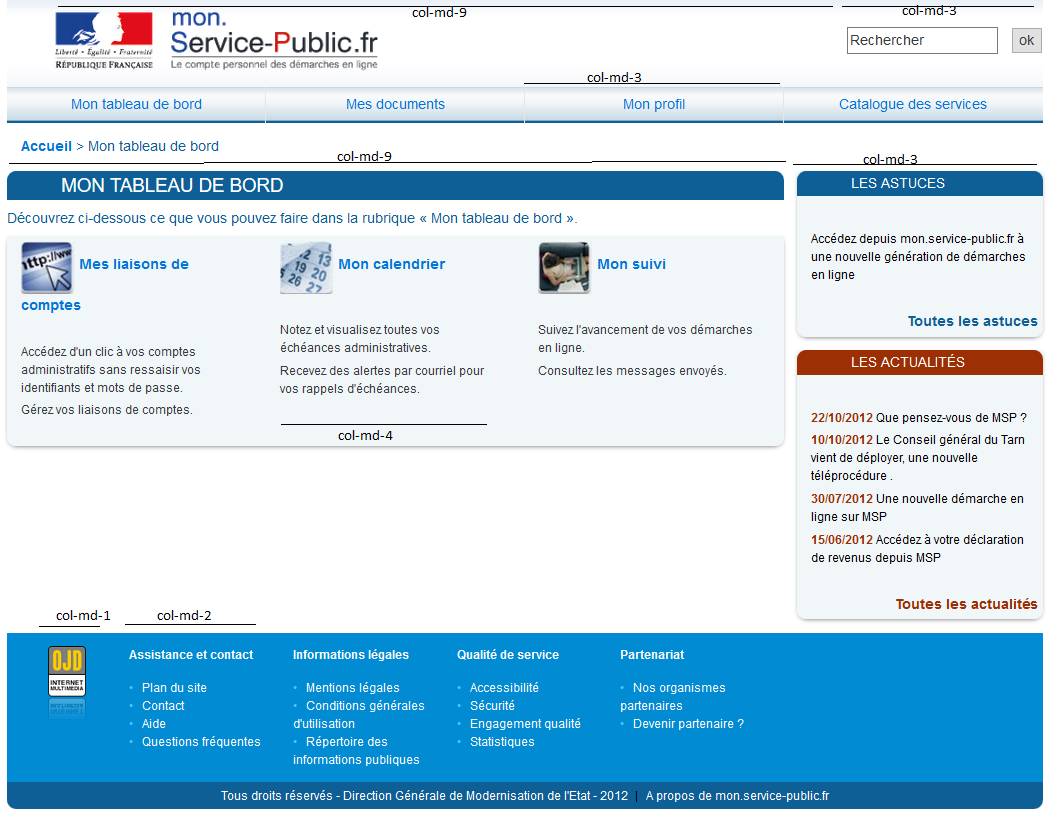 col-md-9
col-md-3
mon.
Service-Public.fr
Le compte personnel des démarches en ligne
Liberté • Égalité • Fraternité
RÉPUBLIQUE FRANÇAISE
Rechercher
ok
col-md-3
Mon tableau de bord
Mes documents
Mon profil
Catalogue des services
Accueil > Mon tableau de bord
col-md-9
col-md-3
MON TABLEAU DE BORD
Découvrez ci-dessous ce que vous pouvez faire dans la rubrique « Mon tableau de bord ».
http://ww
Mes liaisons de
comptes
Accédez d'un clic à vos comptes
administratifs sans ressaisir vos
identifiants et mots de passe.
Gérez vos liaisons de comptes.
12 13
19 20
26 27
Mon calendrier
Notez et visualisez toutes vos
échéances administratives.
Recevez des alertes par courriel pour
vos rappels d'échéances.
col-md-4
Mon suivi
Suivez l'avancement de vos démarches
en ligne.
Consultez les messages envoyés.
LES ASTUCES
Accédez depuis mon.service-public.fr à
une nouvelle génération de démarches
en ligne
Toutes les astuces
LES ACTUALITÉS
22/10/2012 Que pensez-vous de MSP ?
10/10/2012 Le Conseil général du Tarn
vient de déployer, une nouvelle
téléprocédure .
30/07/2012 Une nouvelle démarche en
ligne sur MSP
15/06/2012 Accédez à votre déclaration
de revenus depuis MSP
Toutes les actualités
col-md-1
col-md-2
OJD
INTERNET
MULTIMEDIA
Assistance et contact
• Plan du site
• Contact
• Aide
• Questions fréquentes
Informations légales
• Mentions légales
• Conditions générales
d'utilisation
• Répertoire des
informations publiques
Qualité de service
• Accessibilité
• Sécurité
• Engagement qualité
• Statistiques
Partenariat
• Nos organismes
partenaires
• Devenir partenaire ?
Tous droits réservés - Direction Générale de Modernisation de l'Etat - 2012 | A propos de mon.service-public.fr